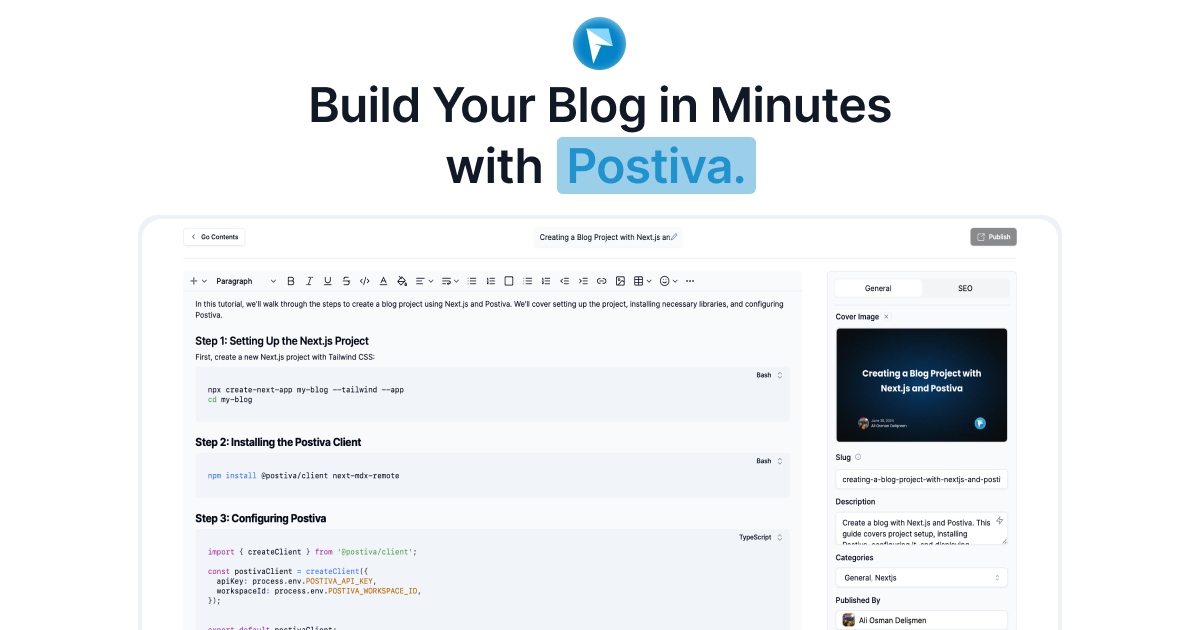 Build Your Blog in Minutes
with Postiva.
Go Contents
Creating a Blog Project with Next.js an
Publish
Paragraph
In this tutorial, we'll walk through the steps to create a blog project using Next.js and Postiva. We'll cover setting up the project, installing necessary libraries, and configuring
Postiva.
Step 1: Setting Up the Next.js Project
First, create a new Next.js project with Tailwind CSS:
Bash
npx create-next-app my-blog --tailwind --app
cd my-blog
Step 2: Installing the Postiva Client
Bash
npm install @postiva/client next-mdx-remote
Step 3: Configuring Postiva
TypeScript
import { createClient } from '@postiva/client';
const postivaClient = createClient({
apiKey: process.env.POSTIVA_API_KEY,
workspaceId: process.env.POSTIVA_WORKSPACE_ID,
});
export default postivaClient;
General
SEO
Cover Image
Creating a Blog Project with
Next.js and Postiva
Ali Osman Delişmen
Slug
creating-a-blog-project-with-nextjs-and-posti
Description
Create a blog with Next.js and Postiva. This
guide covers project setup, installing
Postiva, configuring it, and displaying
Categories
General, Nextjs
Published By
Ali Osman Delişmen